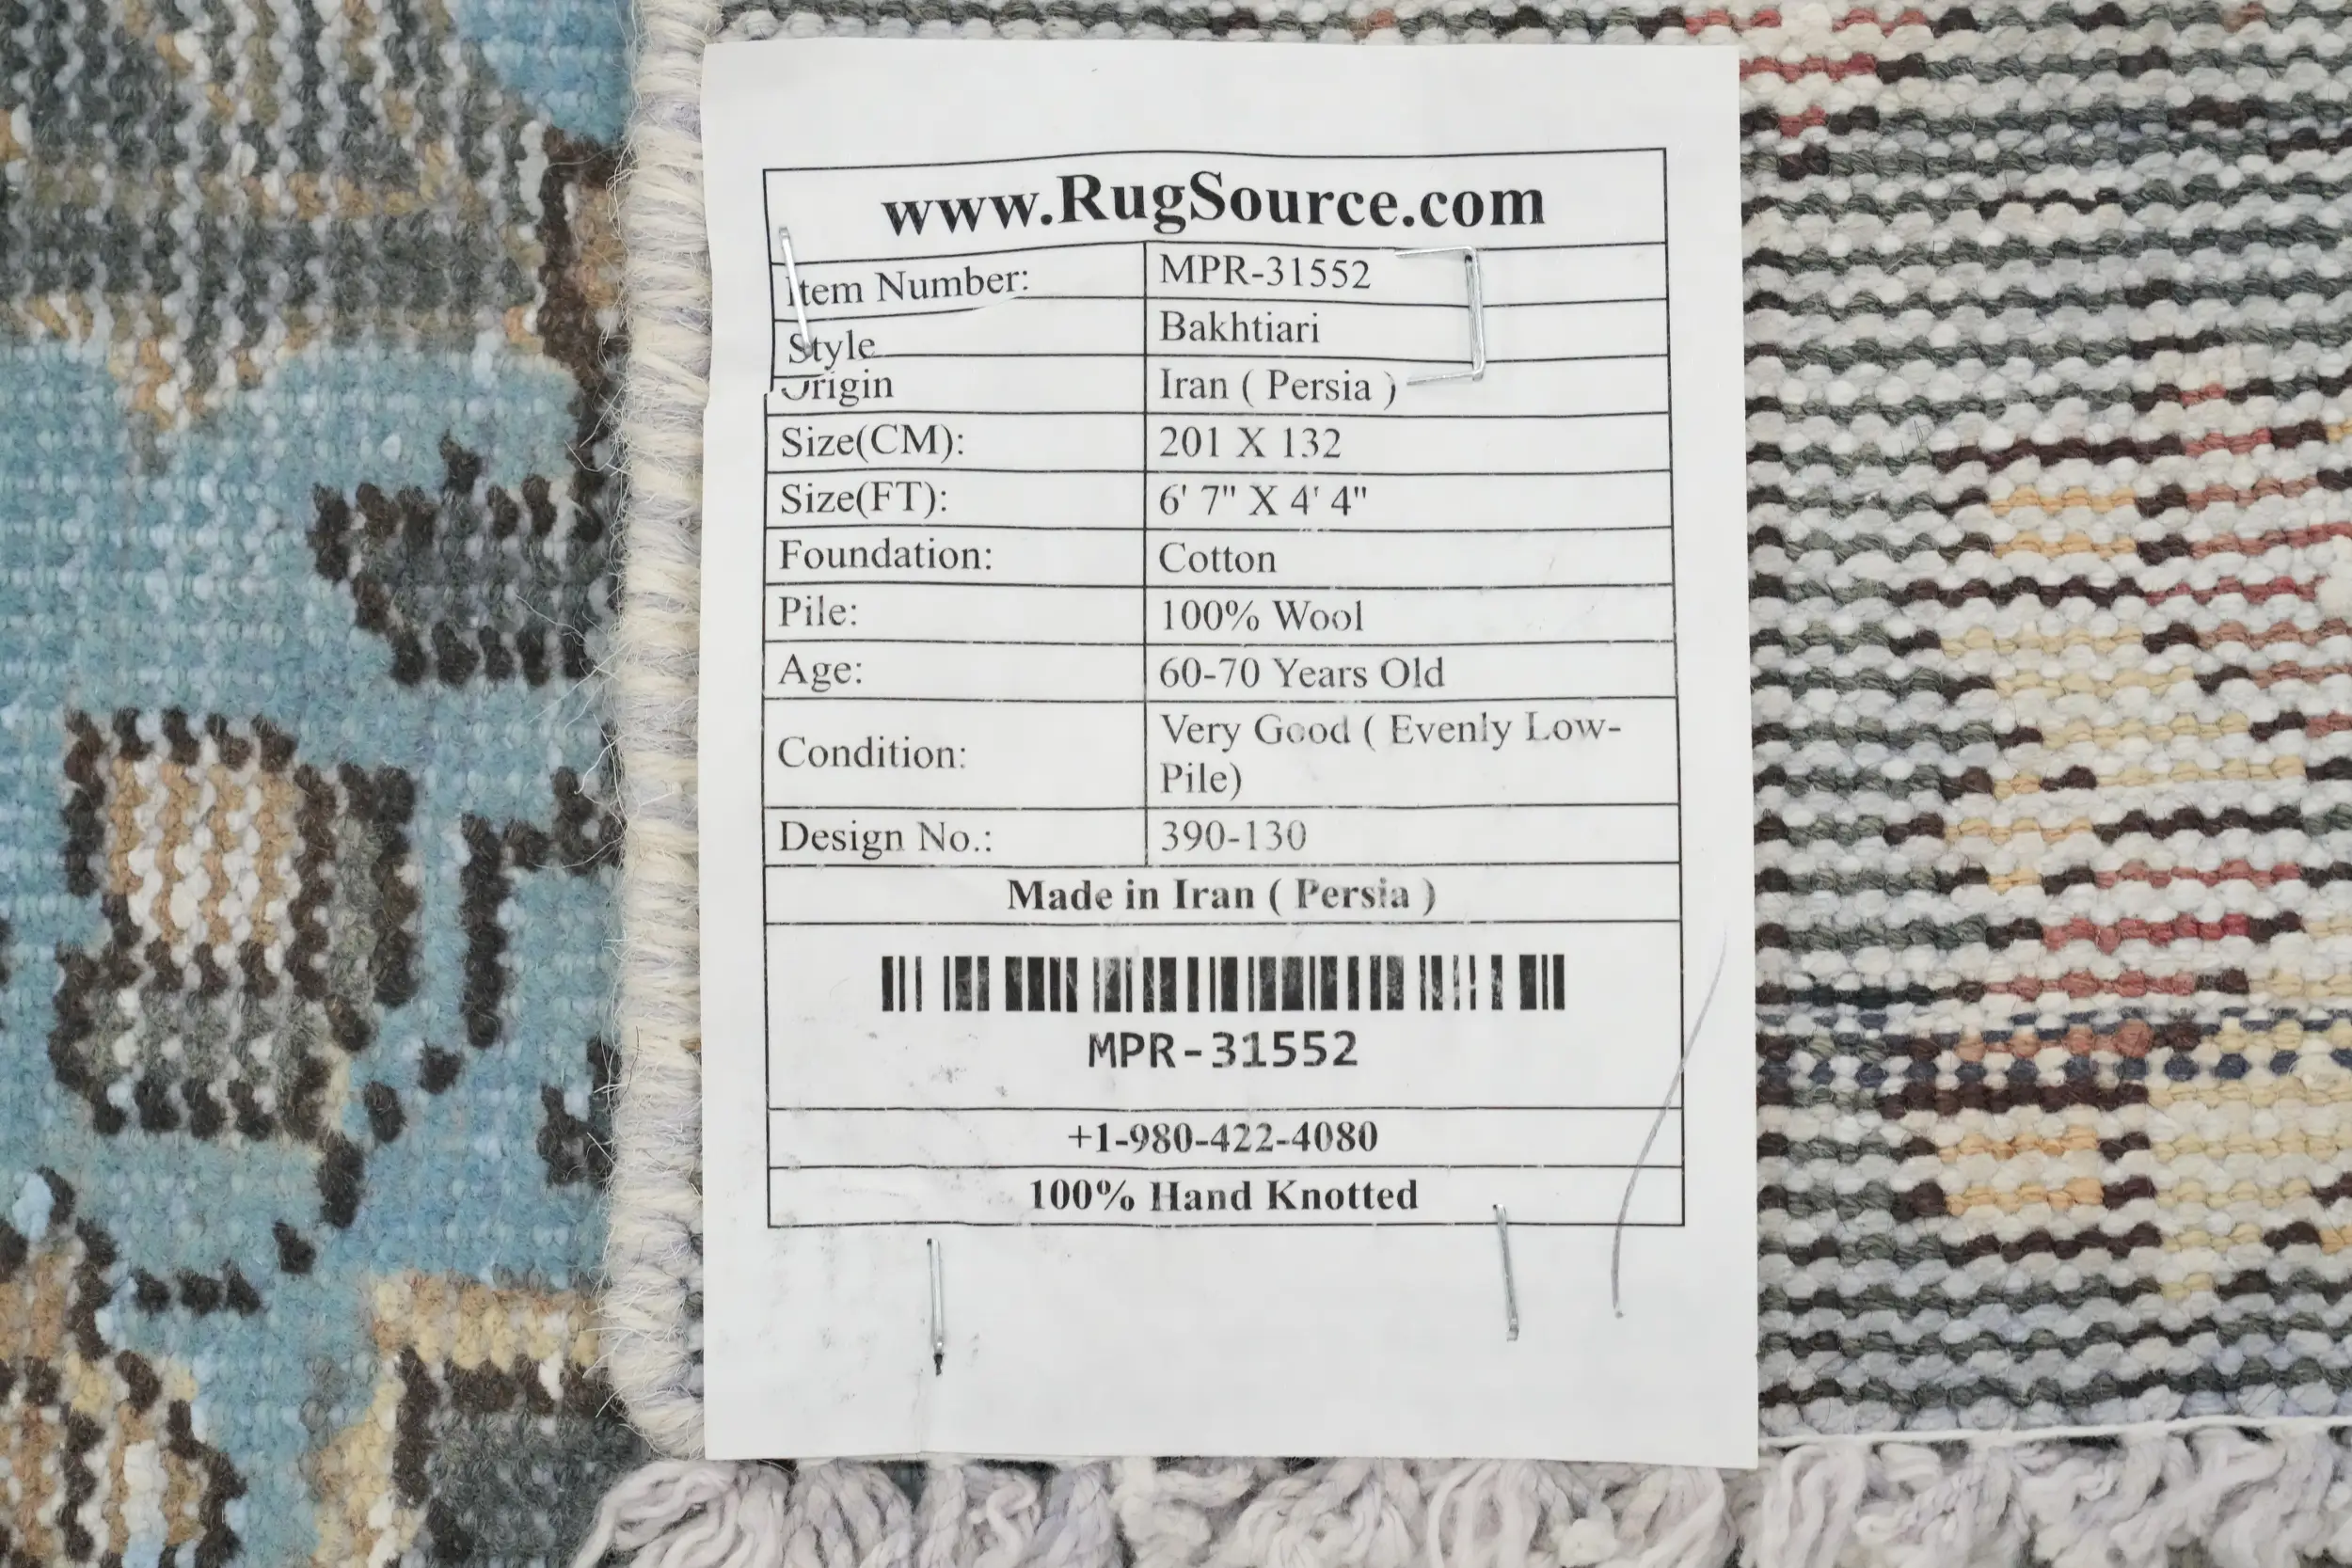 www.RugSource.com
Item Number: MPR-31552
Style Bakhtiari
Origin Iran ( Persia )
Size(CM): 201 X 132
Size(FT): 6' 7" X 4' 4"
Foundation: Cotton
Pile: 100% Wool
Age: 60-70 Years Old
Condition: Very Good ( Evenly Low-
Pile)
Design No.: 390-130
Made in Iran ( Persia )
MPR-31552
+1-980-422-4080
100% Hand Knotted